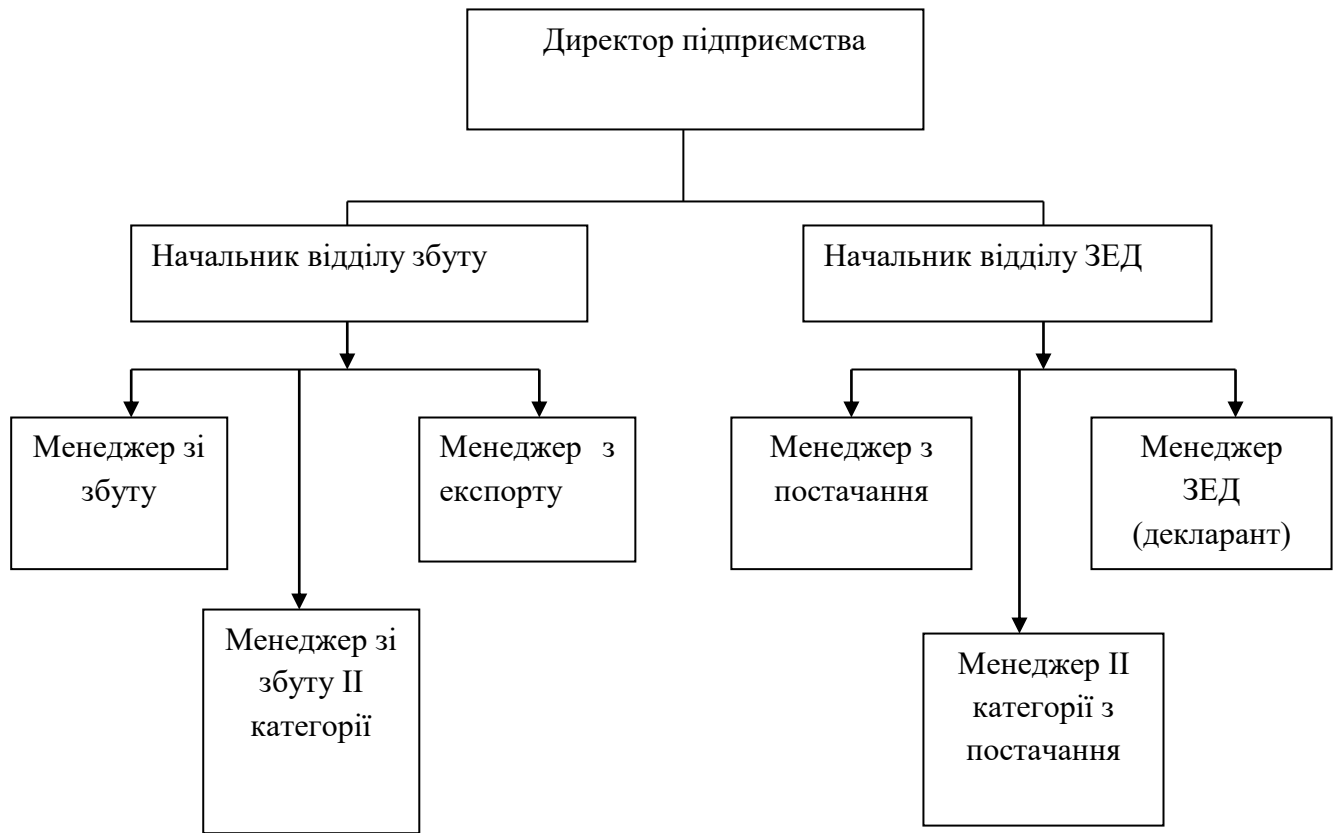 Директор підприємства
Начальник відділу збуту
Начальник відділу ЗЕД
Менеджер зі
збуту
Менеджер з
експорту
Менеджер з
постачання
Менеджер
ЗЕД
(декларант)
Менеджер зі
збуту ІІ
категорії
Менеджер ІІ
категорії з
постачання